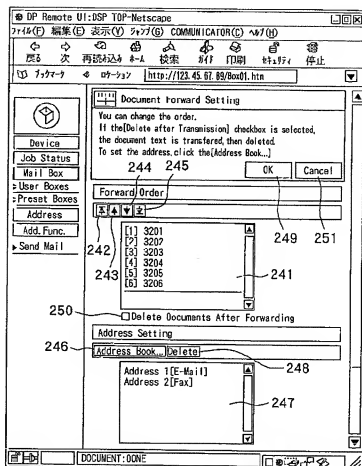 DP Remote UI:DSP TOP-Netscape
ファイル(F) 編集(E) 表示(V) ジャンプ(G) COMMUNICATOR(C) ヘルプ(H)
戻る 次 再読み込み ホーム 検索 ガイド 印刷 セキュリティ 停止
ブックマーク ロケーション http://123.45.67.89/Box01.htm
Document Forward Setting
You can change the order.
If the[Delete after Transmission] checkbox is selected,
the document text is transfered, then deleted.
To set the address, click the[Address Book...]
OK Cancel
244 245
249 251
Device
Job Status
Mail Box
User Boxes
Preset Boxes
Address
Add.Func.
Send Mail
Forward Order
242
243
[1] 3201
[2] 3202
[3] 3203
[4] 3204
[5] 3205
[6] 3206
241
250
Delete Documents After Forwarding
Address Setting
246
Address Book... Delete
248
Address 1[E-Mail]
Address 2[Fax]
247
DOCUMENT:DONE